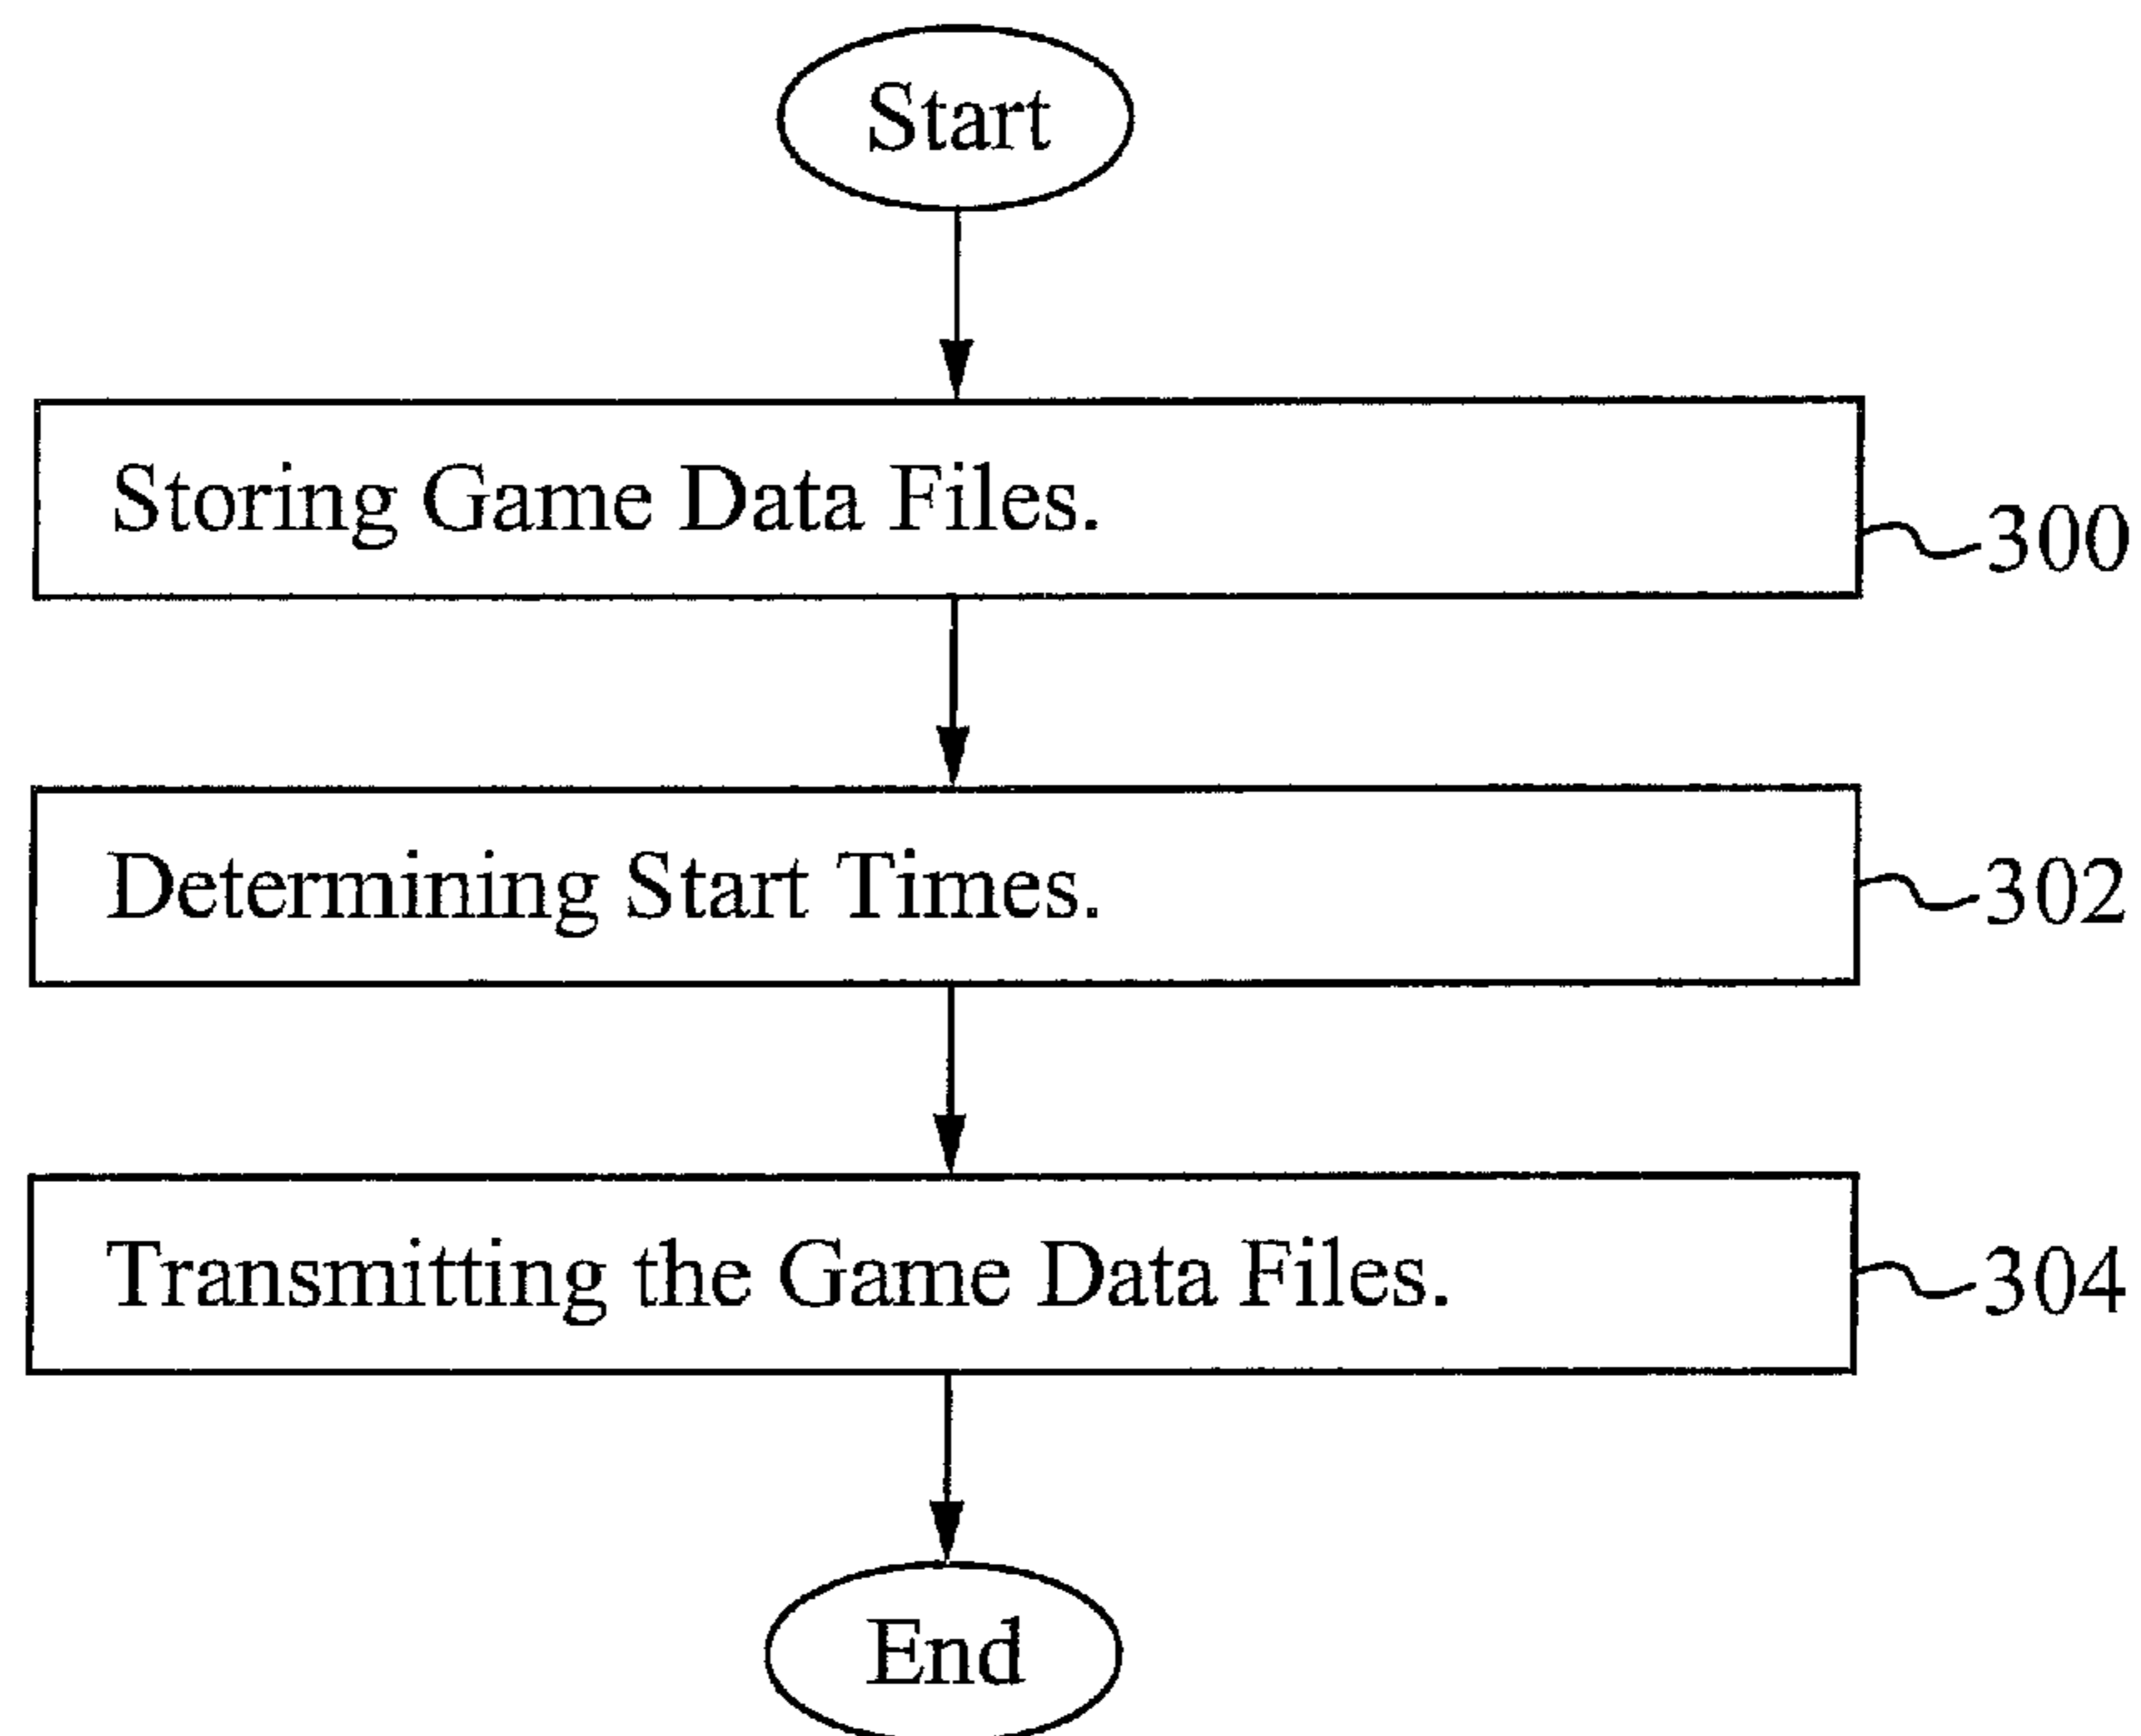 Start
Storing Game Data Files.
300
Determining Start Times.
302
Transmitting the Game Data Files.
304
End